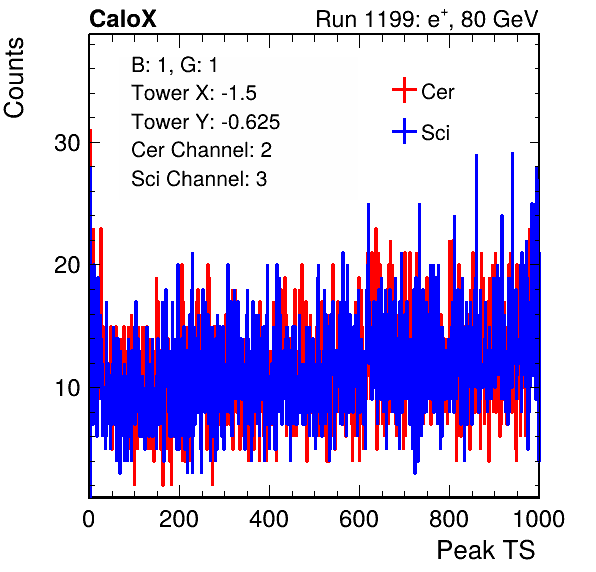 CaloX Run 1199: e⁺, 80 GeV
Counts
B: 1, G: 1
Tower X: -1.5
Tower Y: -0.625
Cer Channel: 2
Sci Channel: 3
Cer
Sci
30
20
10
0 200 400 600 800 1000
Peak TS